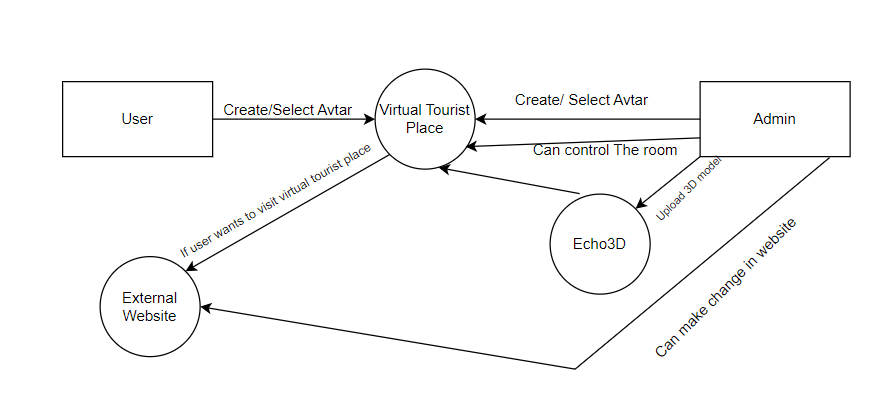 User
Create/Select Avtar
Virtual Tourist
Place
Create/ Select Avtar
Admin
Can control The room
Upload 3D model
If user wants to visit virtual tourist place
Echo3D
Can make change in website
External
Website